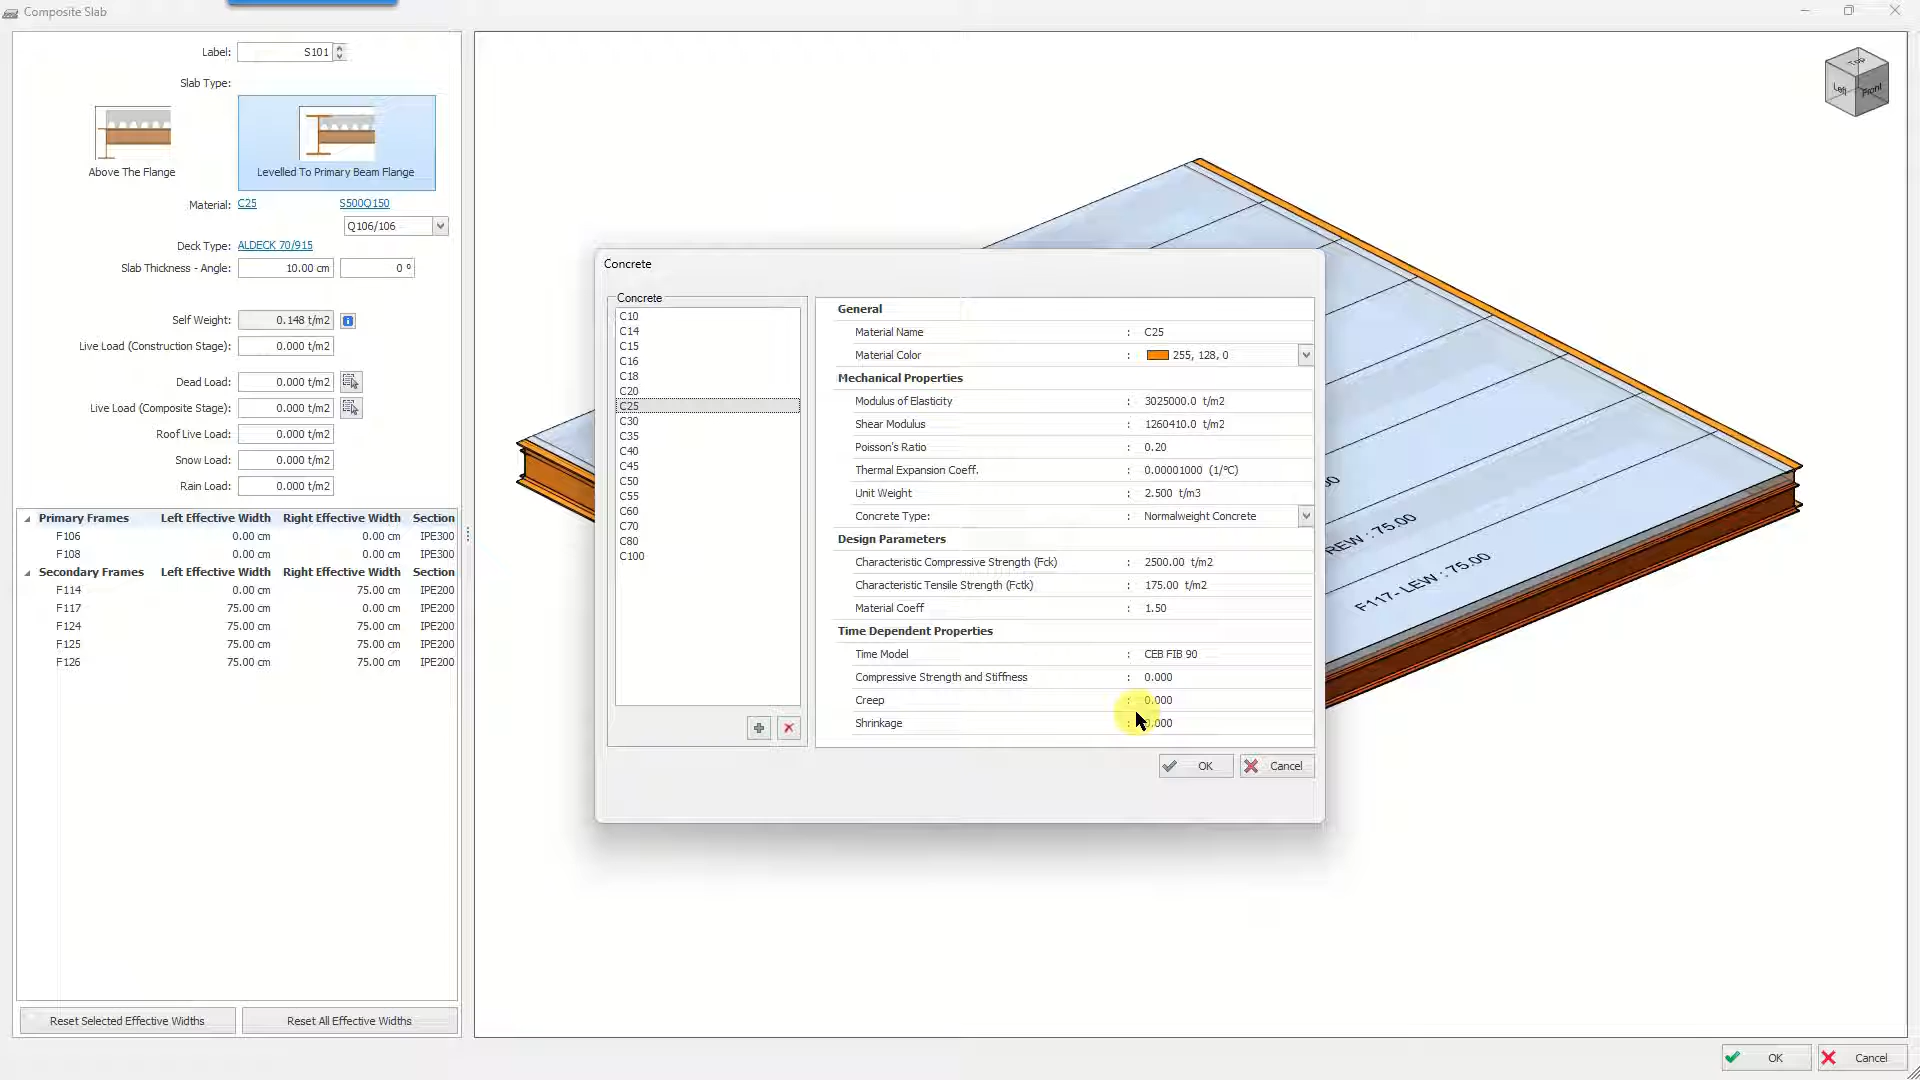 Composite Slab
Label: S101
Slab Type:
Above The Flange
Levelled To Primary Beam Flange
Material: C25 S500Q150
Q106/106
Deck Type: ALDECK 70/915
Slab Thickness - Angle: 10.00 cm 0 °
Self Weight: 0.148 t/m2
Live Load (Construction Stage): 0.000 t/m2
Dead Load: 0.000 t/m2
Live Load (Composite Stage): 0.000 t/m2
Roof Live Load: 0.000 t/m2
Snow Load: 0.000 t/m2
Rain Load: 0.000 t/m2
Primary Frames Left Effective Width Right Effective Width Section
F106 0.00 cm 0.00 cm IPE300
F108 0.00 cm 0.00 cm IPE300
Secondary Frames Left Effective Width Right Effective Width Section
F114 0.00 cm 75.00 cm IPE200
F117 75.00 cm 0.00 cm IPE200
F124 75.00 cm 75.00 cm IPE200
F125 75.00 cm 75.00 cm IPE200
F126 75.00 cm 75.00 cm IPE200
Reset Selected Effective Widths
Reset All Effective Widths
Top
Left
Front
REW : 75.00
F117- LEW : 75.00
Concrete
Concrete
C10
C14
C15
C16
C18
C20
C25
C30
C35
C40
C45
C50
C55
C60
C70
C80
C100
General
Material Name : C25
Material Color : 255, 128, 0
Mechanical Properties
Modulus of Elasticity : 3025000.0 t/m2
Shear Modulus : 1260410.0 t/m2
Poisson's Ratio : 0.20
Thermal Expansion Coeff. : 0.00001000 (1/°C)
Unit Weight : 2.500 t/m3
Concrete Type: : Normalweight Concrete
Design Parameters
Characteristic Compressive Strength (Fck) : 2500.00 t/m2
Characteristic Tensile Strength (Fctk) : 175.00 t/m2
Material Coeff : 1.50
Time Dependent Properties
Time Model : CEB FIB 90
Compressive Strength and Stiffness : 0.000
Creep : 0.000
Shrinkage : 0.000
OK
Cancel
OK
Cancel